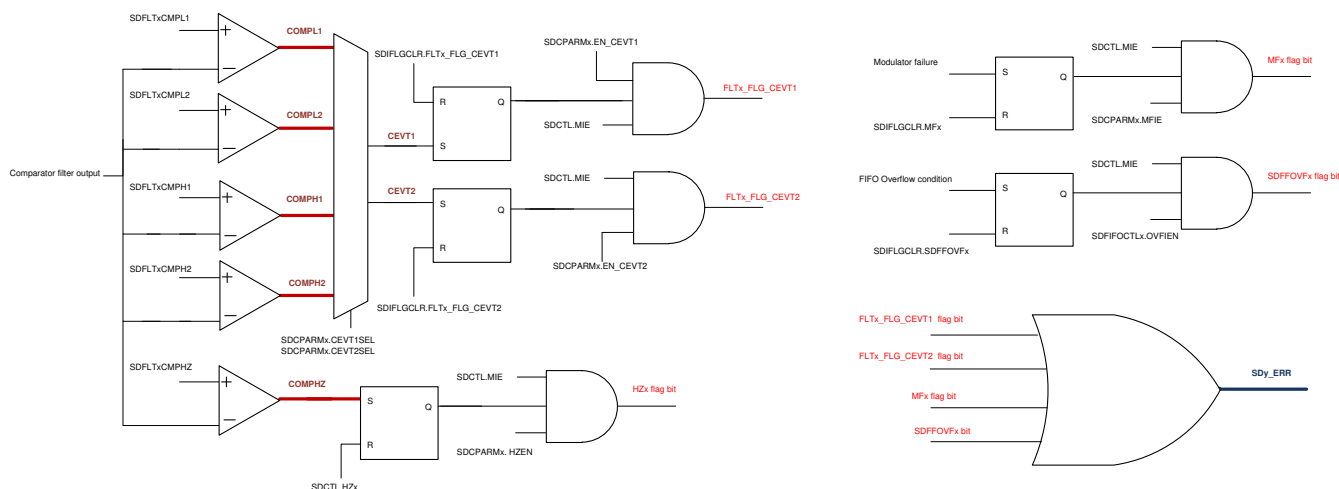 SDFLTxCMPL1
COMPL1
SDIFLGCLR.FLTx_FLG_CEVT1
SDCPARMx.EN_CEVT1
FLTx_FLG_CEVT1
R
Q
S
SDCTL.MIE
SDFLTxCMPL2
COMPL2
CEVT1
Comparator filter output
SDFLTxCMPH1
COMPH1
CEVT2
SDCTL.MIE
FLTx_FLG_CEVT2
S
Q
R
SDCPARMx.EN_CEVT2
SDFLTxCMPH2
COMPH2
SDIFLGCLR.FLTx_FLG_CEVT2
SDCPARMx.CEVT1SEL
SDCPARMx.CEVT2SEL
SDFLTxCMPHZ
COMPHZ
SDCTL.MIE
HZx flag bit
S
Q
R
SDCPARMx. HZEN
SDCTL.HZx
Modulator failure
SDCTL.MIE
MFx flag bit
S
Q
R
SDIFLGCLR.MFx
SDCPARMx.MFIE
FIFO Overflow condition
SDCTL.MIE
SDFFOVFx flag bit
S
Q
R
SDIFLGCLR.SDFFOVFx
SDFIFOCTLx.OVFIEN
FLTx_FLG_CEVT1 flag bit
FLTx_FLG_CEVT2 flag bit
MFx flag bit
SDFFOVFx bit
SDy_ERR